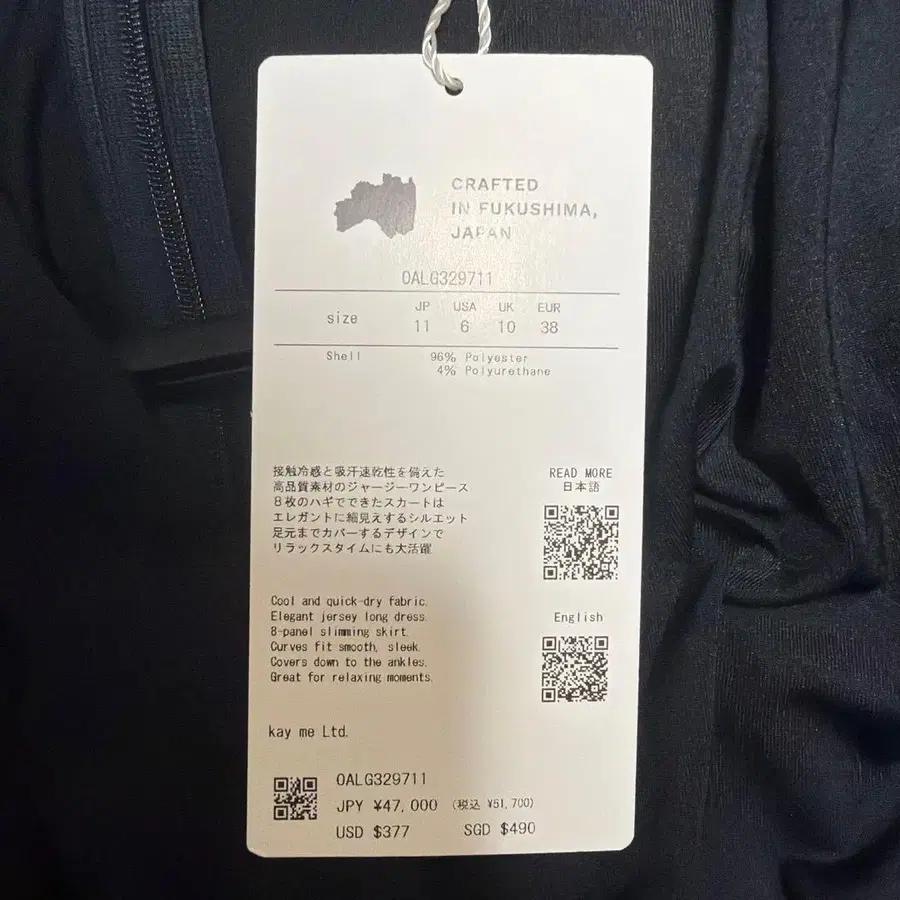 CRAFTED
IN FUKUSHIMA,
JAPAN
OALG329711
size JP USA UK EUR
11 6 10 38
Shell 96% Polyester
4% Polyurethane
接触冷感と吸汗速乾性を備えた
高品質素材のジャージーワンピース
8枚のハギでできたスカートは
エレガントに細見えするシルエット
足元までカバーするデザインで
リラックスタイムにも大活躍
READ MORE
日本語
Cool and quick-dry fabric.
Elegant jersey long dress.
8-panel slimming skirt.
Curves fit smooth, sleek.
Covers down to the ankles.
Great for relaxing moments.
English
kay me Ltd.
OALG329711
JPY ¥47,000 (税込 ¥51,700)
USD $377 SGD $490